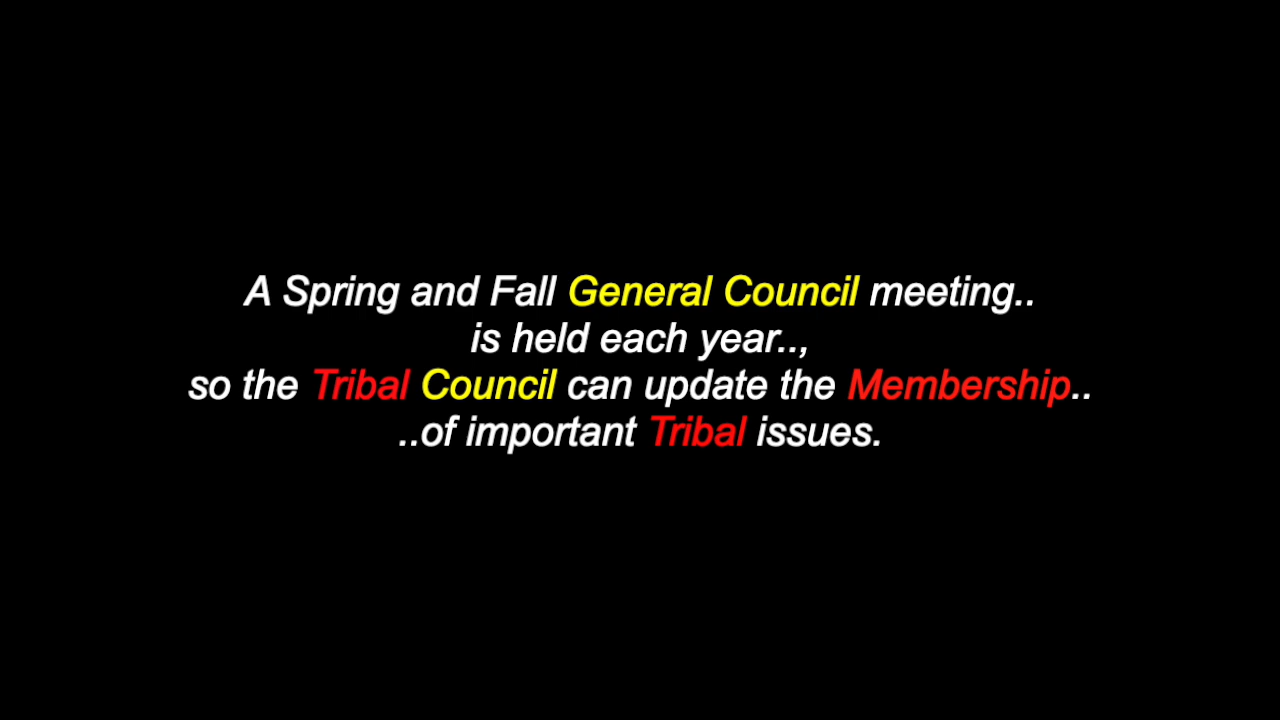 A Spring and Fall General Council meeting..
is held each year..,
so the Tribal Council can update the Membership..
..of important Tribal issues.